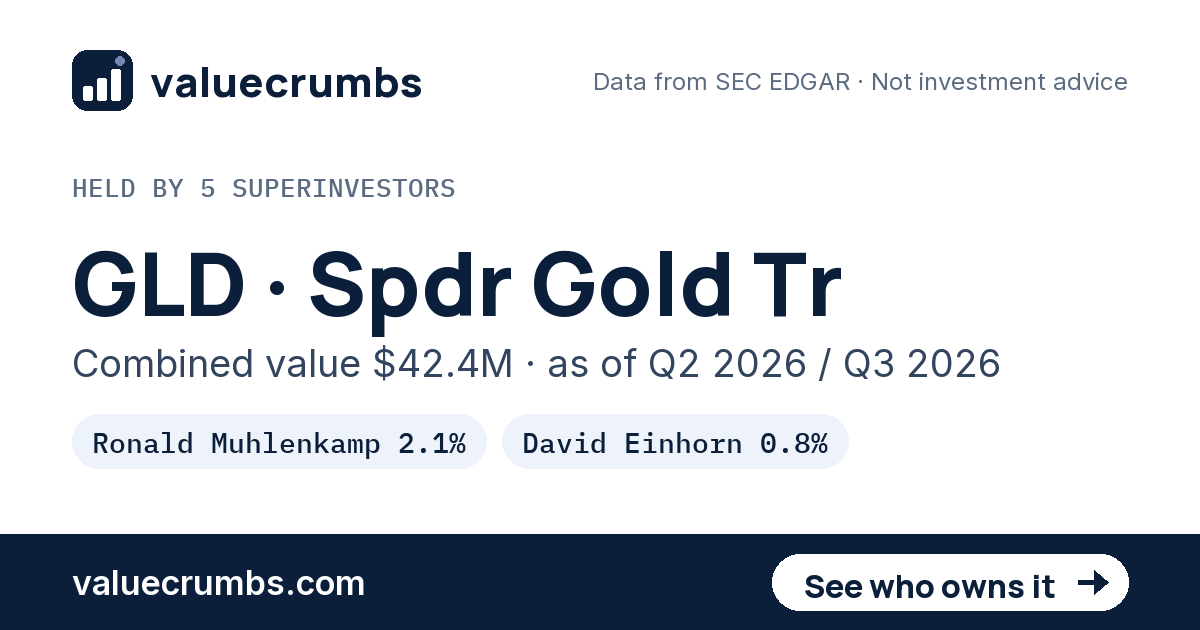 valuecrumbs
Data from SEC EDGAR · Not investment advice
HELD BY 5 SUPERINVESTORS
GLD · Spdr Gold Tr
Combined value $42.4M · as of Q2 2026 / Q3 2026
Ronald Muhlenkamp 2.1%
David Einhorn 0.8%
valuecrumbs.com
See who owns it →